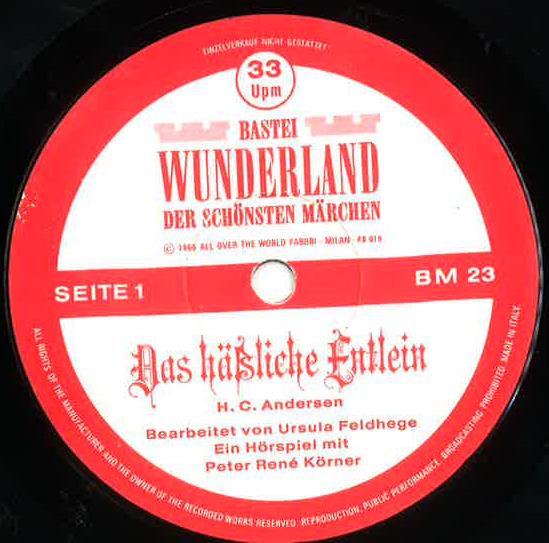 EINZELVERKAUF NICHT GESTATTET
33
Upm
BASTEI
WUNDERLAND
DER SCHÖNSTEN MÄRCHEN
© 1966 ALL OVER THE WORLD FABBRI - MILAN - FB 019
SEITE 1
BM 23
Das häßliche Entlein
H. C. Andersen
Bearbeitet von Ursula Feldhege
Ein Hörspiel mit
Peter René Körner
ALL RIGHTS OF THE MANUFACTURER AND THE OWNER OF THE RECORDED WORKS RESERVED. REPRODUCTION, PUBLIC PERFORMANCE, BROADCASTING PROHIBITED. MADE IN ITALY.